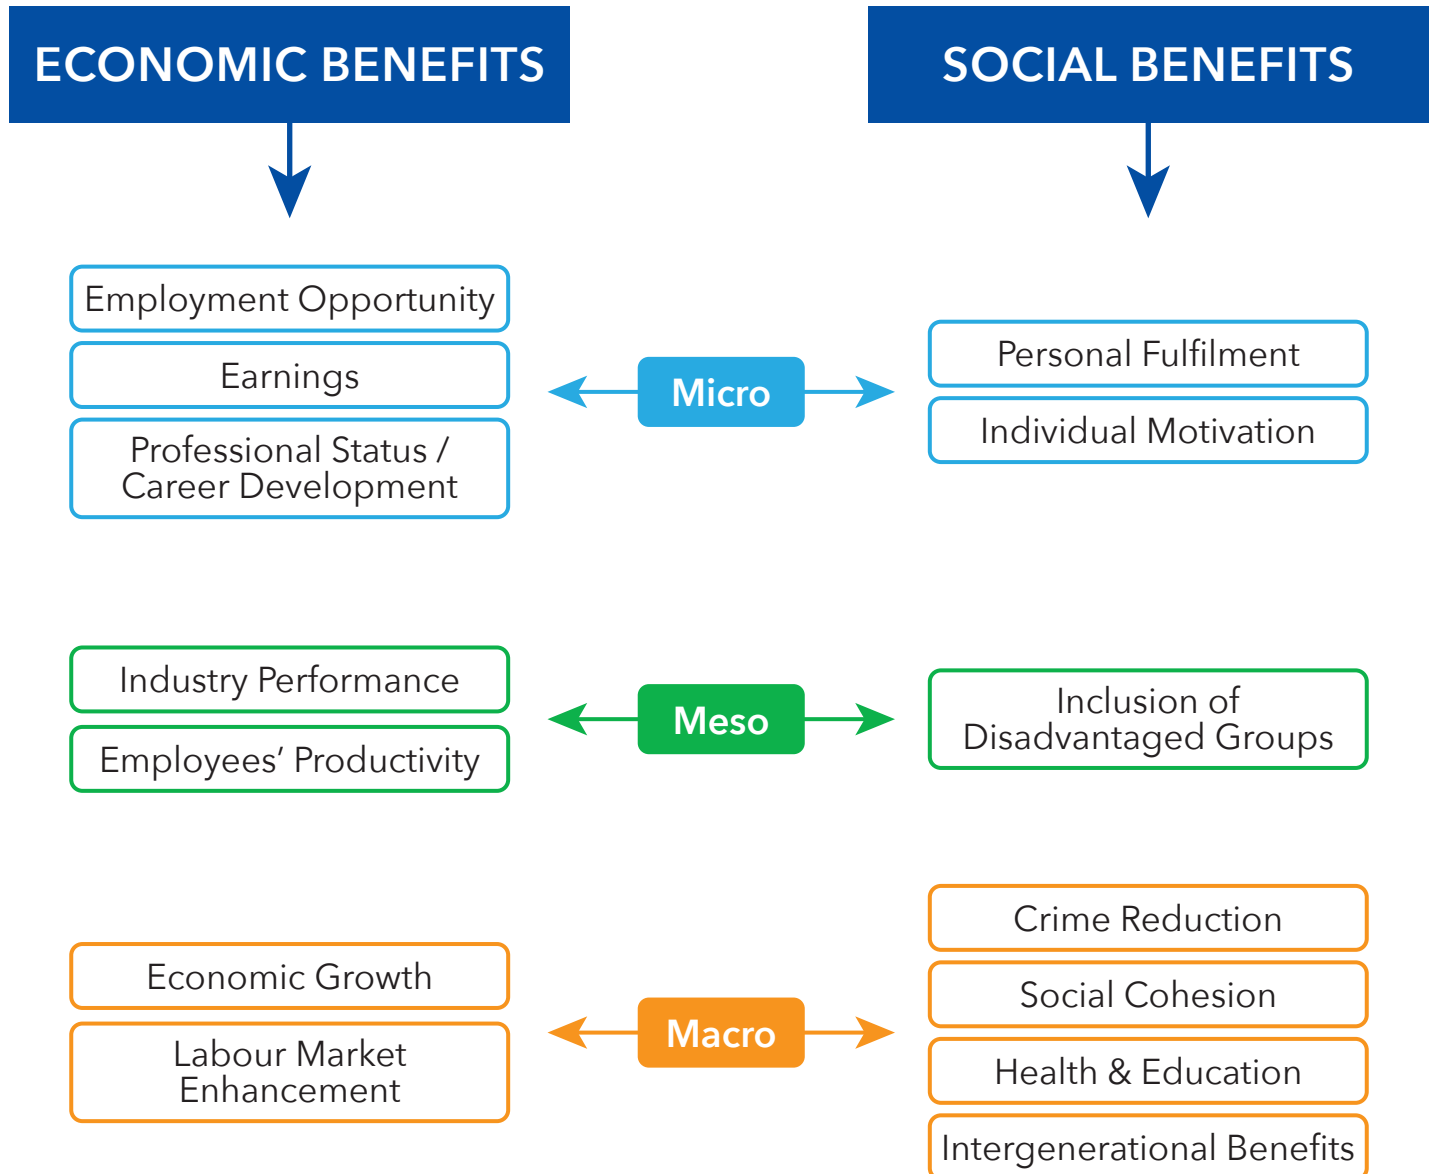 ECONOMIC BENEFITS
SOCIAL BENEFITS
Employment Opportunity
Earnings
Professional Status /
Career Development
Micro
Personal Fulfilment
Individual Motivation
Industry Performance
Employees’ Productivity
Meso
Inclusion of
Disadvantaged Groups
Economic Growth
Labour Market
Enhancement
Macro
Crime Reduction
Social Cohesion
Health & Education
Intergenerational Benefits